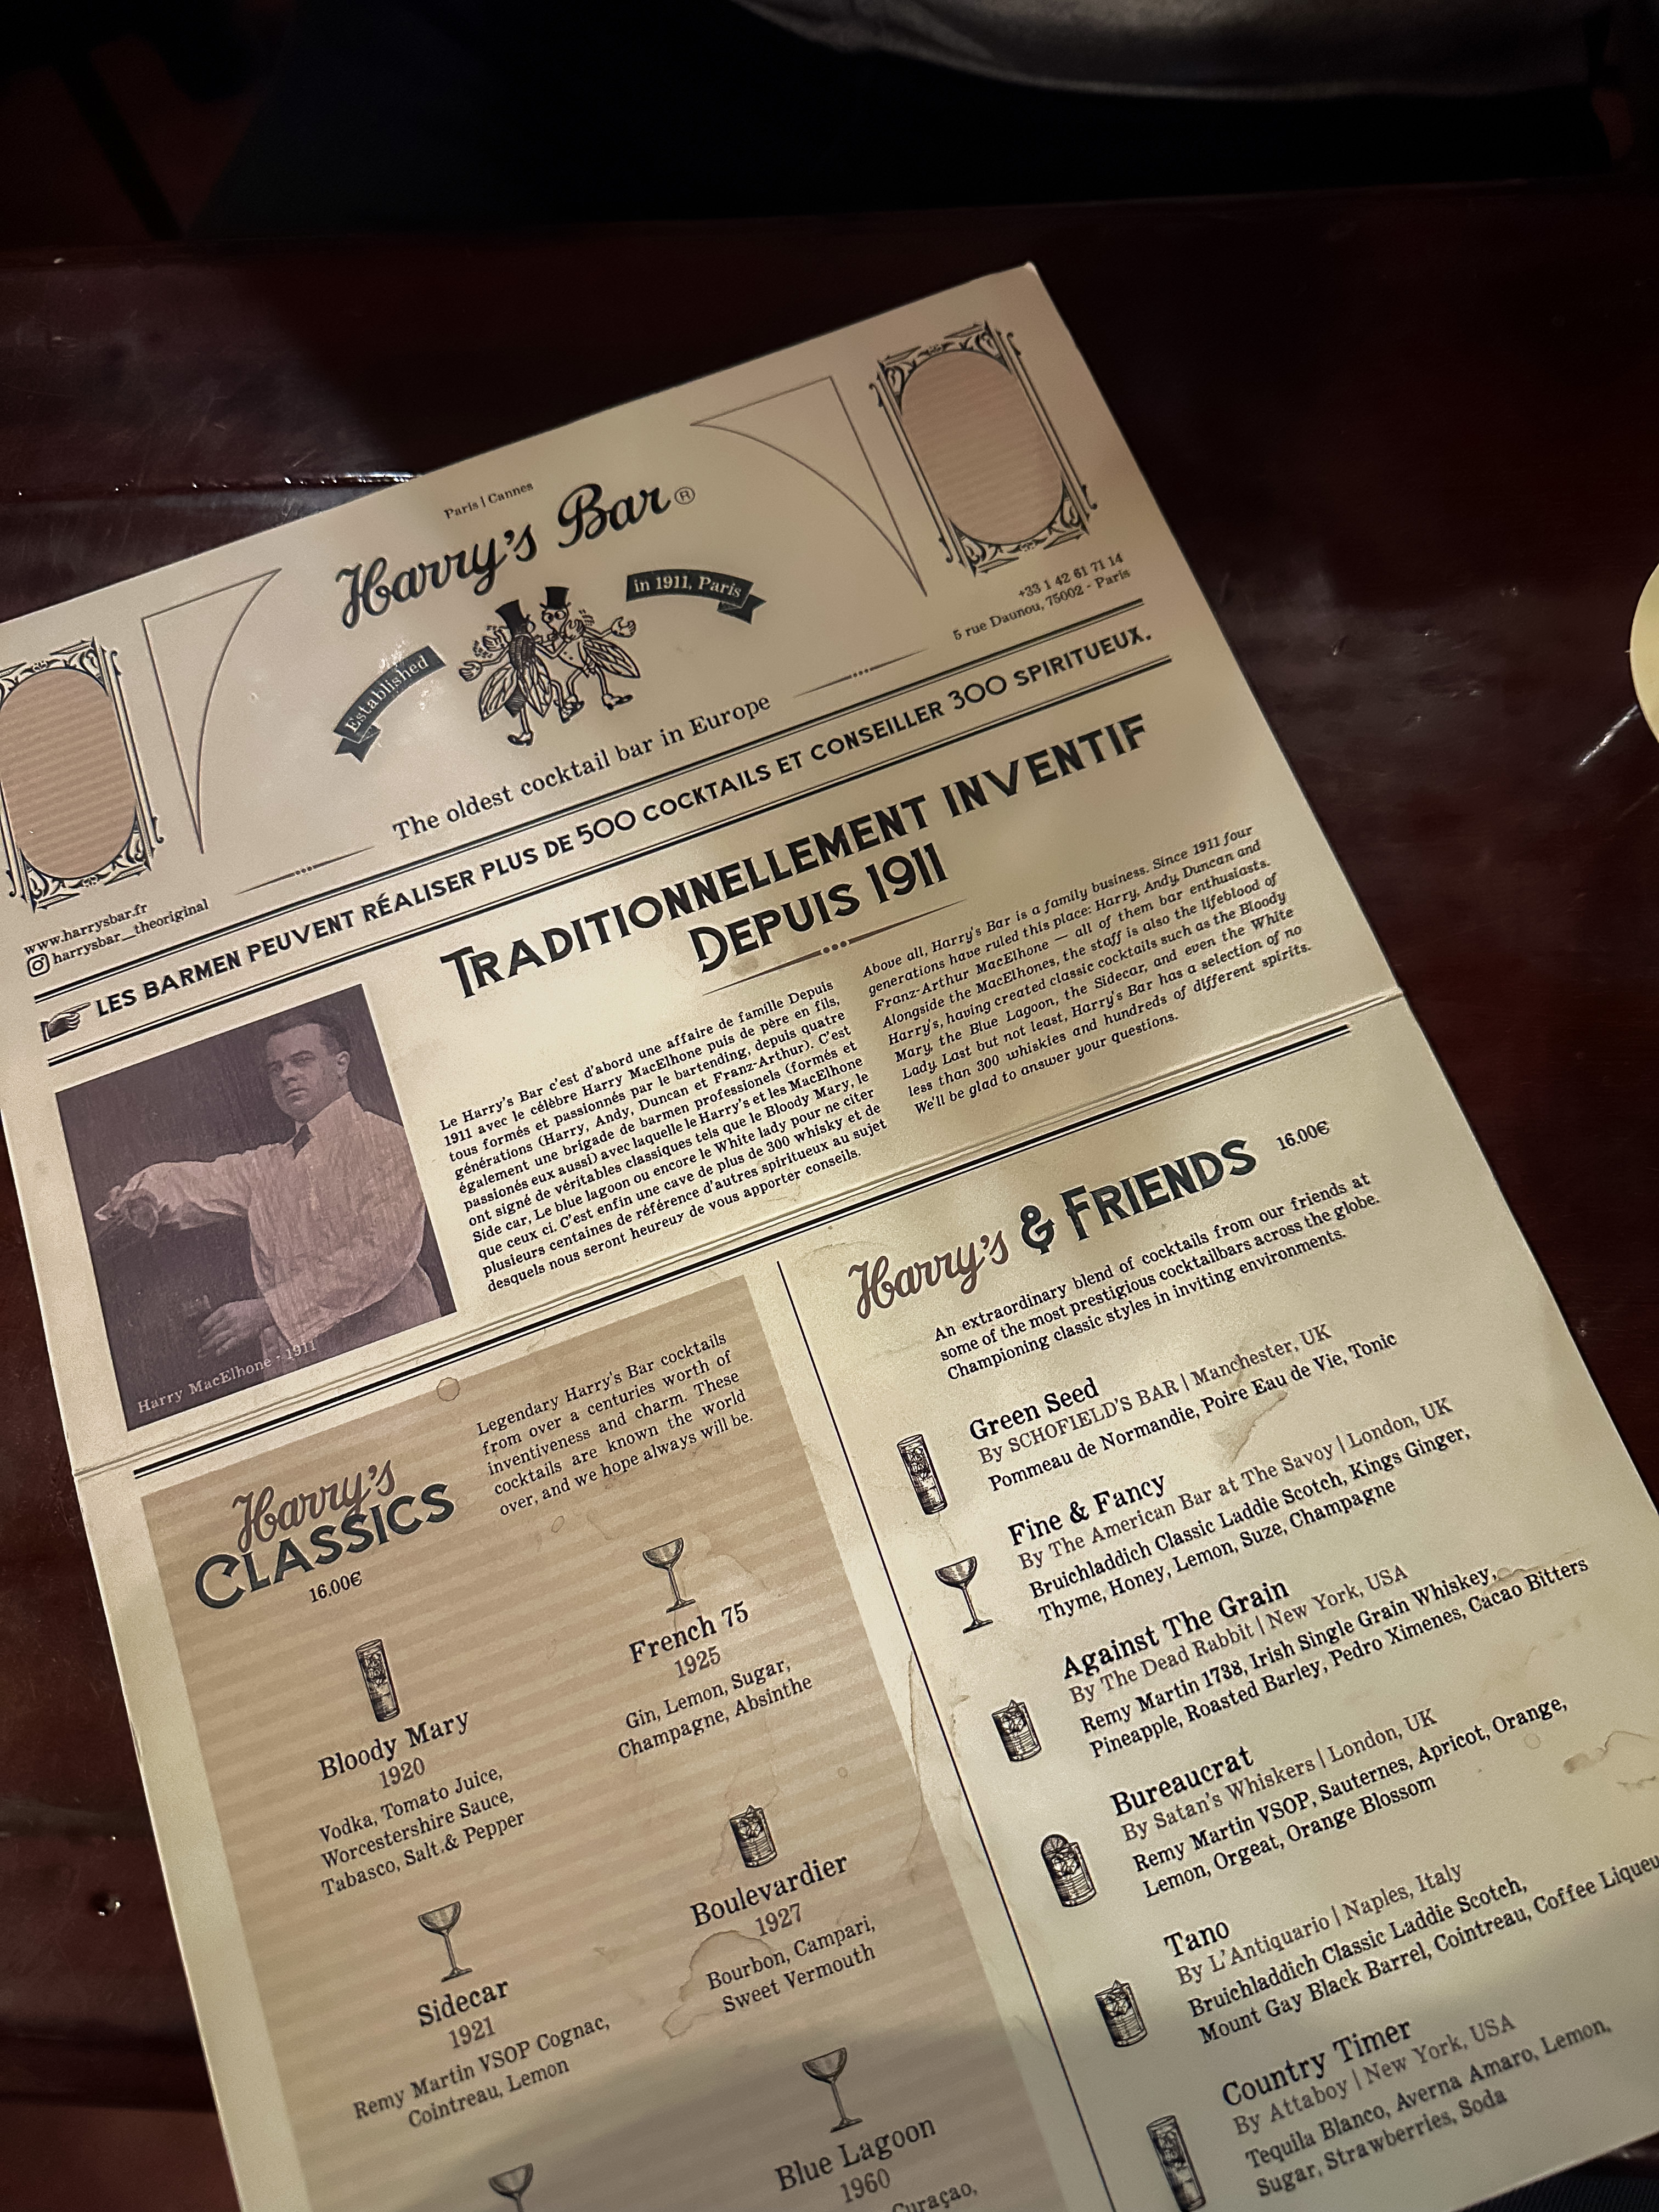 Paris | Cannes
Harry's Bar®
Established
in 1911, Paris
The oldest cocktail bar in Europe
www.harrysbar.fr
harrysbar_theoriginal
+33 1 42 61 71 14
5 rue Daunou, 75002 - Paris
LES BARMEN PEUVENT RÉALISER PLUS DE 500 COCKTAILS ET CONSEILLER 300 SPIRITUEUX.
TRADITIONNELLEMENT INVENTIF
DEPUIS 1911
Harry MacElhone - 1911
Le Harry's Bar c'est d'abord une affaire de famille Depuis
1911 avec le célèbre Harry MacElhone puis de père en fils,
tous formés et passionnés par le bartending, depuis quatre
générations (Harry, Andy, Duncan et Franz-Arthur). C'est
également une brigade de barmen professionels (formés et
passionés eux aussi) avec laquelle le Harry's et les MacElhone
ont signé de véritables classiques tels que le Bloody Mary, le
Side car, Le blue lagoon ou encore le White lady pour ne citer
que ceux ci. C'est enfin une cave de plus de 300 whisky et de
plusieurs centaines de référence d'autres spiritueux au sujet
desquels nous seront heureux de vous apporter conseils.
Above all, Harry's Bar is a family business. Since 1911 four
generations have ruled this place: Harry, Andy, Duncan and
Franz-Arthur MacElhone — all of them bar enthusiasts.
Alongside the MacElhones, the staff is also the lifeblood of
Harry's, having created classic cocktails such as the Bloody
Mary, the Blue Lagoon, the Sidecar, and even the White
Lady. Last but not least, Harry's Bar has a selection of no
less than 300 whiskies and hundreds of different spirits.
We'll be glad to answer your questions.
Harry's
CLASSICS
16.00€
Legendary Harry's Bar cocktails
from over a centuries worth of
inventiveness and charm. These
cocktails are known the world
over, and we hope always will be.
Bloody Mary
1920
Vodka, Tomato Juice,
Worcestershire Sauce,
Tabasco, Salt & Pepper
Sidecar
1921
Remy Martin VSOP Cognac,
Cointreau, Lemon
French 75
1925
Gin, Lemon, Sugar,
Champagne, Absinthe
Boulevardier
1927
Bourbon, Campari,
Sweet Vermouth
Blue Lagoon
1960
Curaçao,
Harry's & FRIENDS 16.00€
An extraordinary blend of cocktails from our friends at
some of the most prestigious cocktailbars across the globe.
Championing classic styles in inviting environments.
Green Seed
By SCHOFIELD'S BAR | Manchester, UK
Pommeau de Normandie, Poire Eau de Vie, Tonic
Fine & Fancy
By The American Bar at The Savoy | London, UK
Bruichladdich Classic Laddie Scotch, Kings Ginger,
Thyme, Honey, Lemon, Suze, Champagne
Against The Grain
By The Dead Rabbit | New York, USA
Remy Martin 1738, Irish Single Grain Whiskey,
Pineapple, Roasted Barley, Pedro Ximenes, Cacao Bitters
Bureaucrat
By Satan's Whiskers | London, UK
Remy Martin VSOP, Sauternes, Apricot, Orange,
Lemon, Orgeat, Orange Blossom
Tano
By L'Antiquario | Naples, Italy
Bruichladdich Classic Laddie Scotch,
Mount Gay Black Barrel, Cointreau, Coffee Liqueu
Country Timer
By Attaboy | New York, USA
Tequila Blanco, Averna Amaro, Lemon,
Sugar, Strawberries, Soda